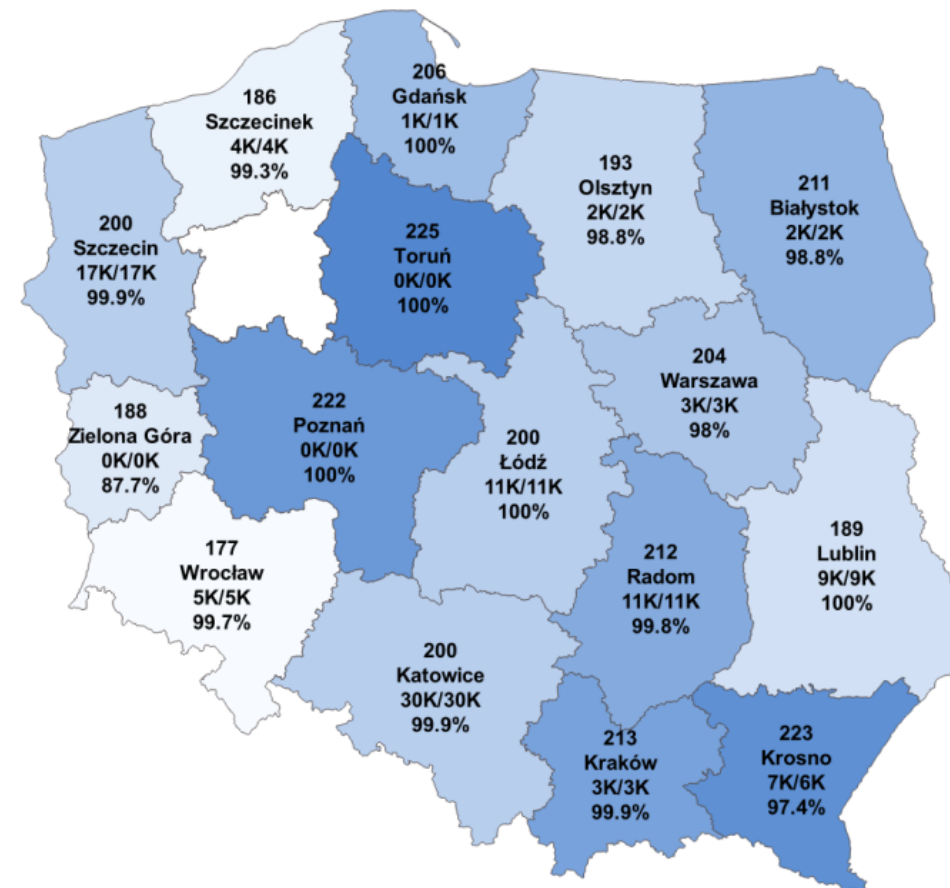 206
Gdańsk
1K/1K
100%
186
Szczecinek
4K/4K
99.3%
193
Olsztyn
2K/2K
98.8%
211
Białystok
2K/2K
98.8%
200
Szczecin
17K/17K
99.9%
225
Toruń
0K/0K
100%
204
Warszawa
3K/3K
98%
188
Zielona Góra
0K/0K
87.7%
222
Poznań
0K/0K
100%
200
Łódź
11K/11K
100%
189
Lublin
9K/9K
100%
177
Wrocław
5K/5K
99.7%
212
Radom
11K/11K
99.8%
200
Katowice
30K/30K
99.9%
213
Kraków
3K/3K
99.9%
223
Krosno
7K/6K
97.4%